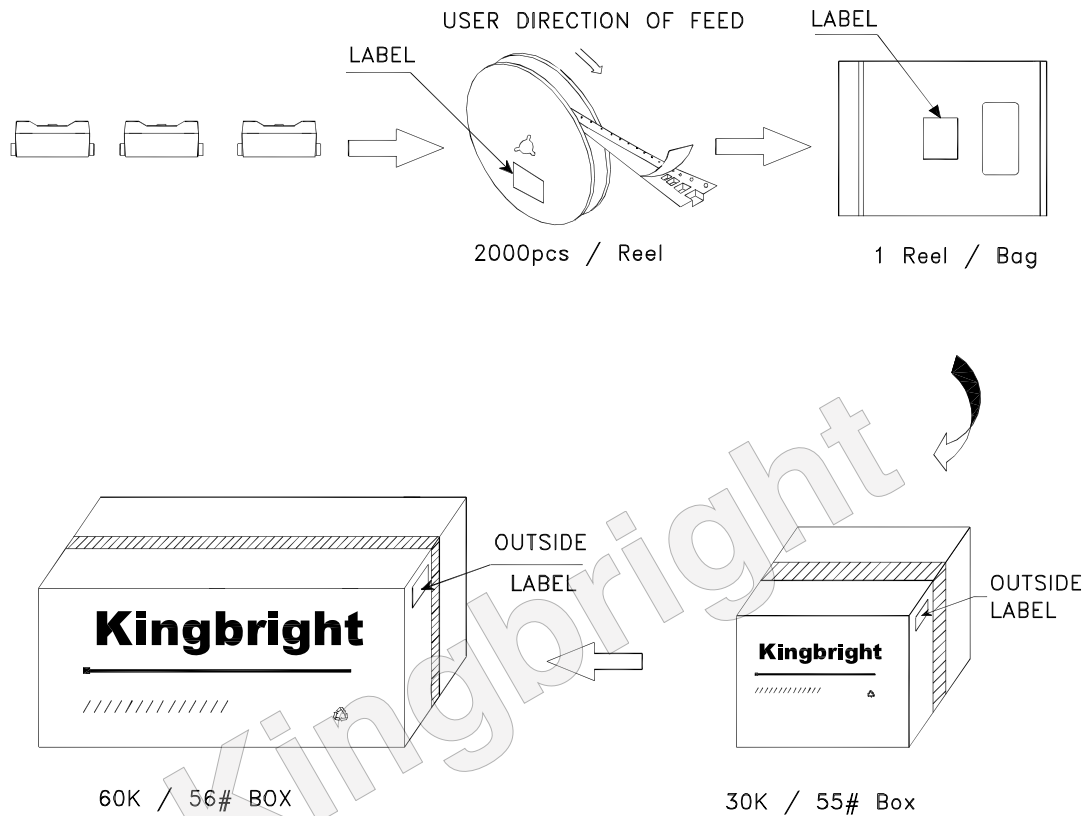 USER DIRECTION OF FEED
LABEL
LABEL
2000pcs / Reel
1 Reel / Bag
OUTSIDE
LABEL
OUTSIDE
LABEL
Kingbright
Kingbright
60K / 56# BOX
30K / 55# Box
Kingbright